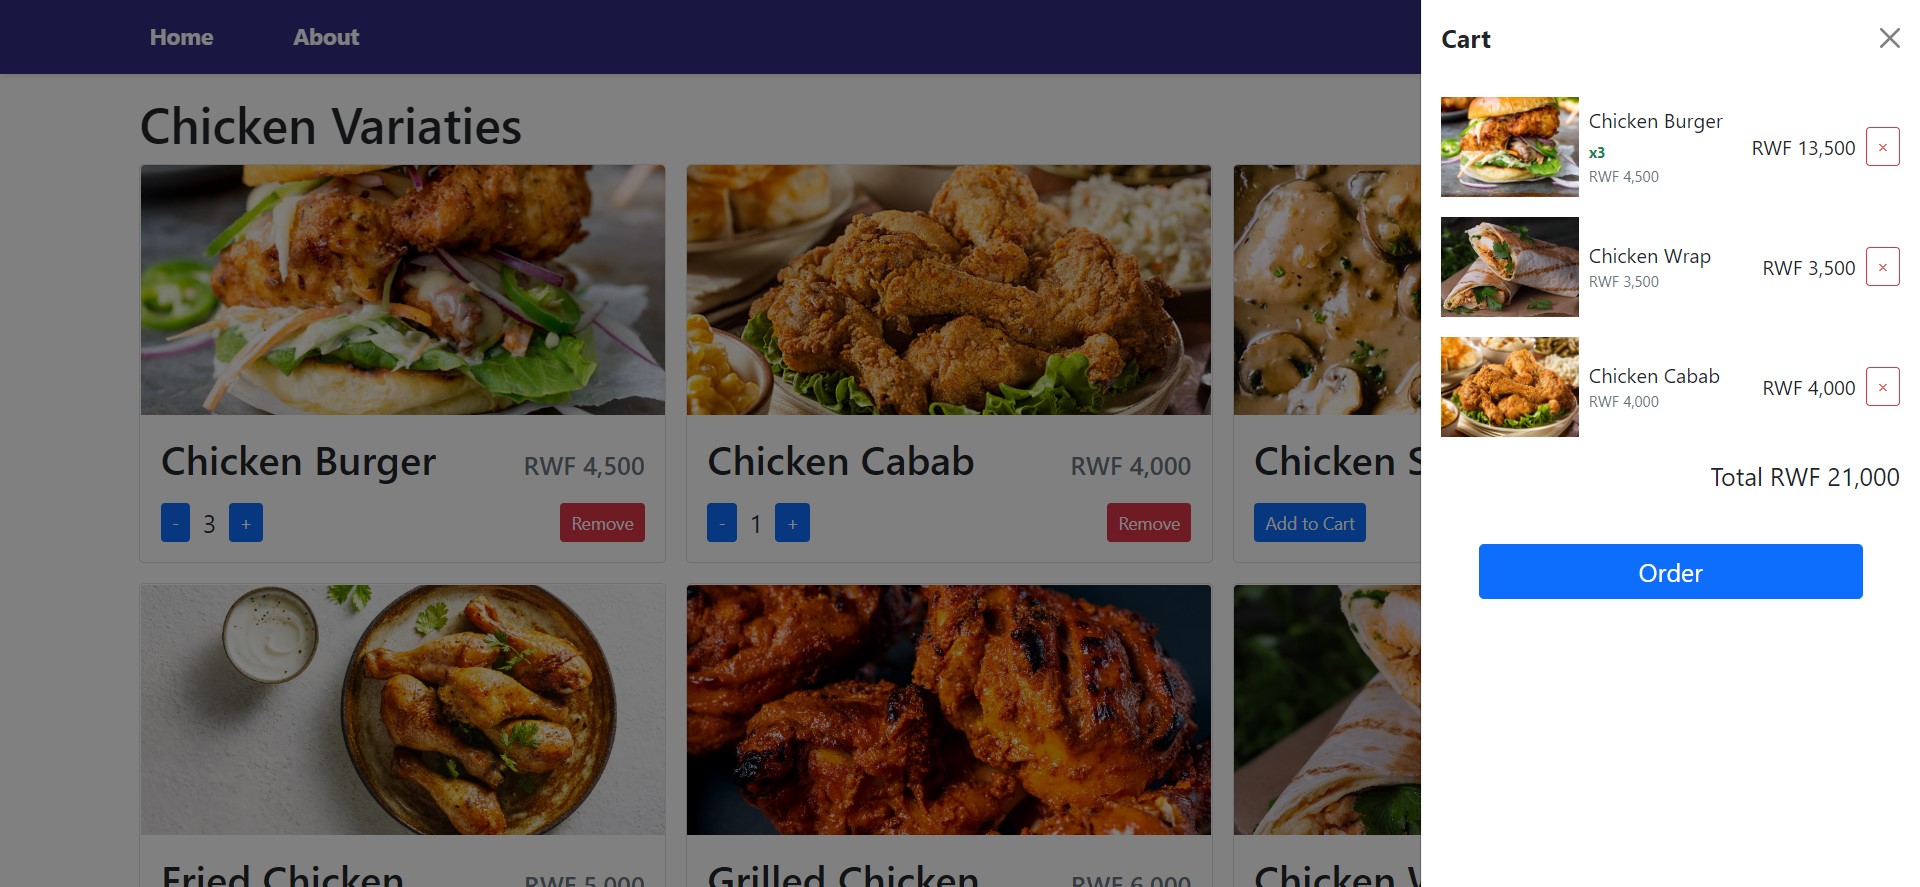 Home About
Chicken Variaties
Chicken Burger RWF 4,500
- 3 + Remove
Chicken Cabab RWF 4,000
- 1 + Remove
Chicken
Add to Cart
Fried Chicken RWF 5,000
Grilled Chicken RWF 6,000
Chicken
Cart
Chicken Burger
x3
RWF 4,500
RWF 13,500 ×
Chicken Wrap
RWF 3,500
RWF 3,500 ×
Chicken Cabab
RWF 4,000
RWF 4,000 ×
Total RWF 21,000
Order